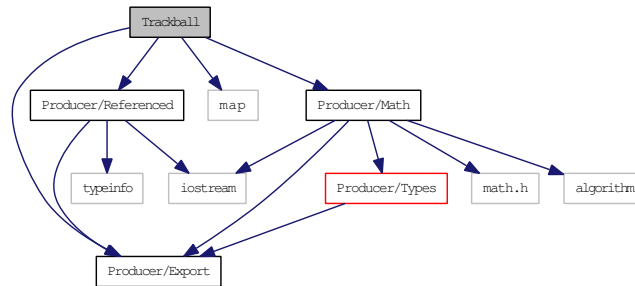 Trackball
Producer/Referenced
map
Producer/Math
typeinfo
iostream
Producer/Types
math.h
algorithm
Producer/Export